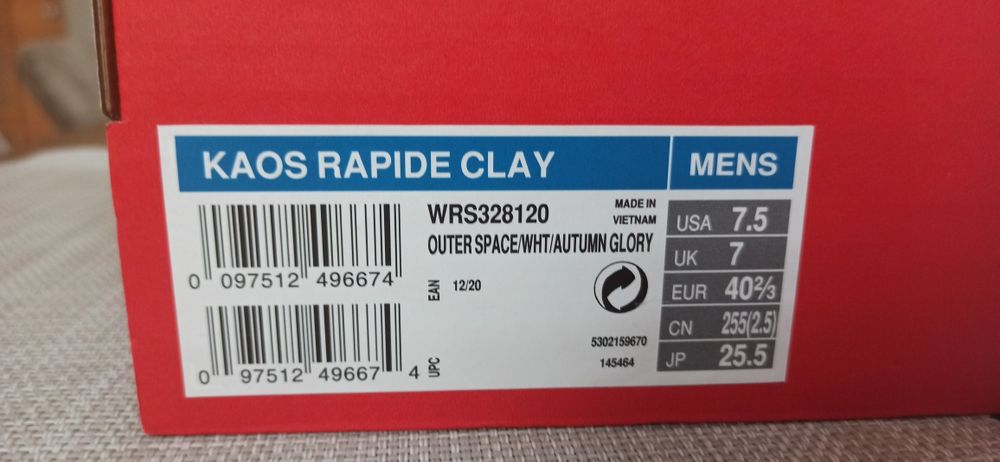 KAOS RAPIDE CLAY
MENS
WRS328120
MADE IN
VIETNAM
OUTER SPACE/WHT/AUTUMN GLORY
0 097512 496674
EAN
12/20
0 97512 49667 4
UPC
5302159670
145464
USA 7.5
UK 7
EUR 40⅔
CN 255(2.5)
JP 25.5